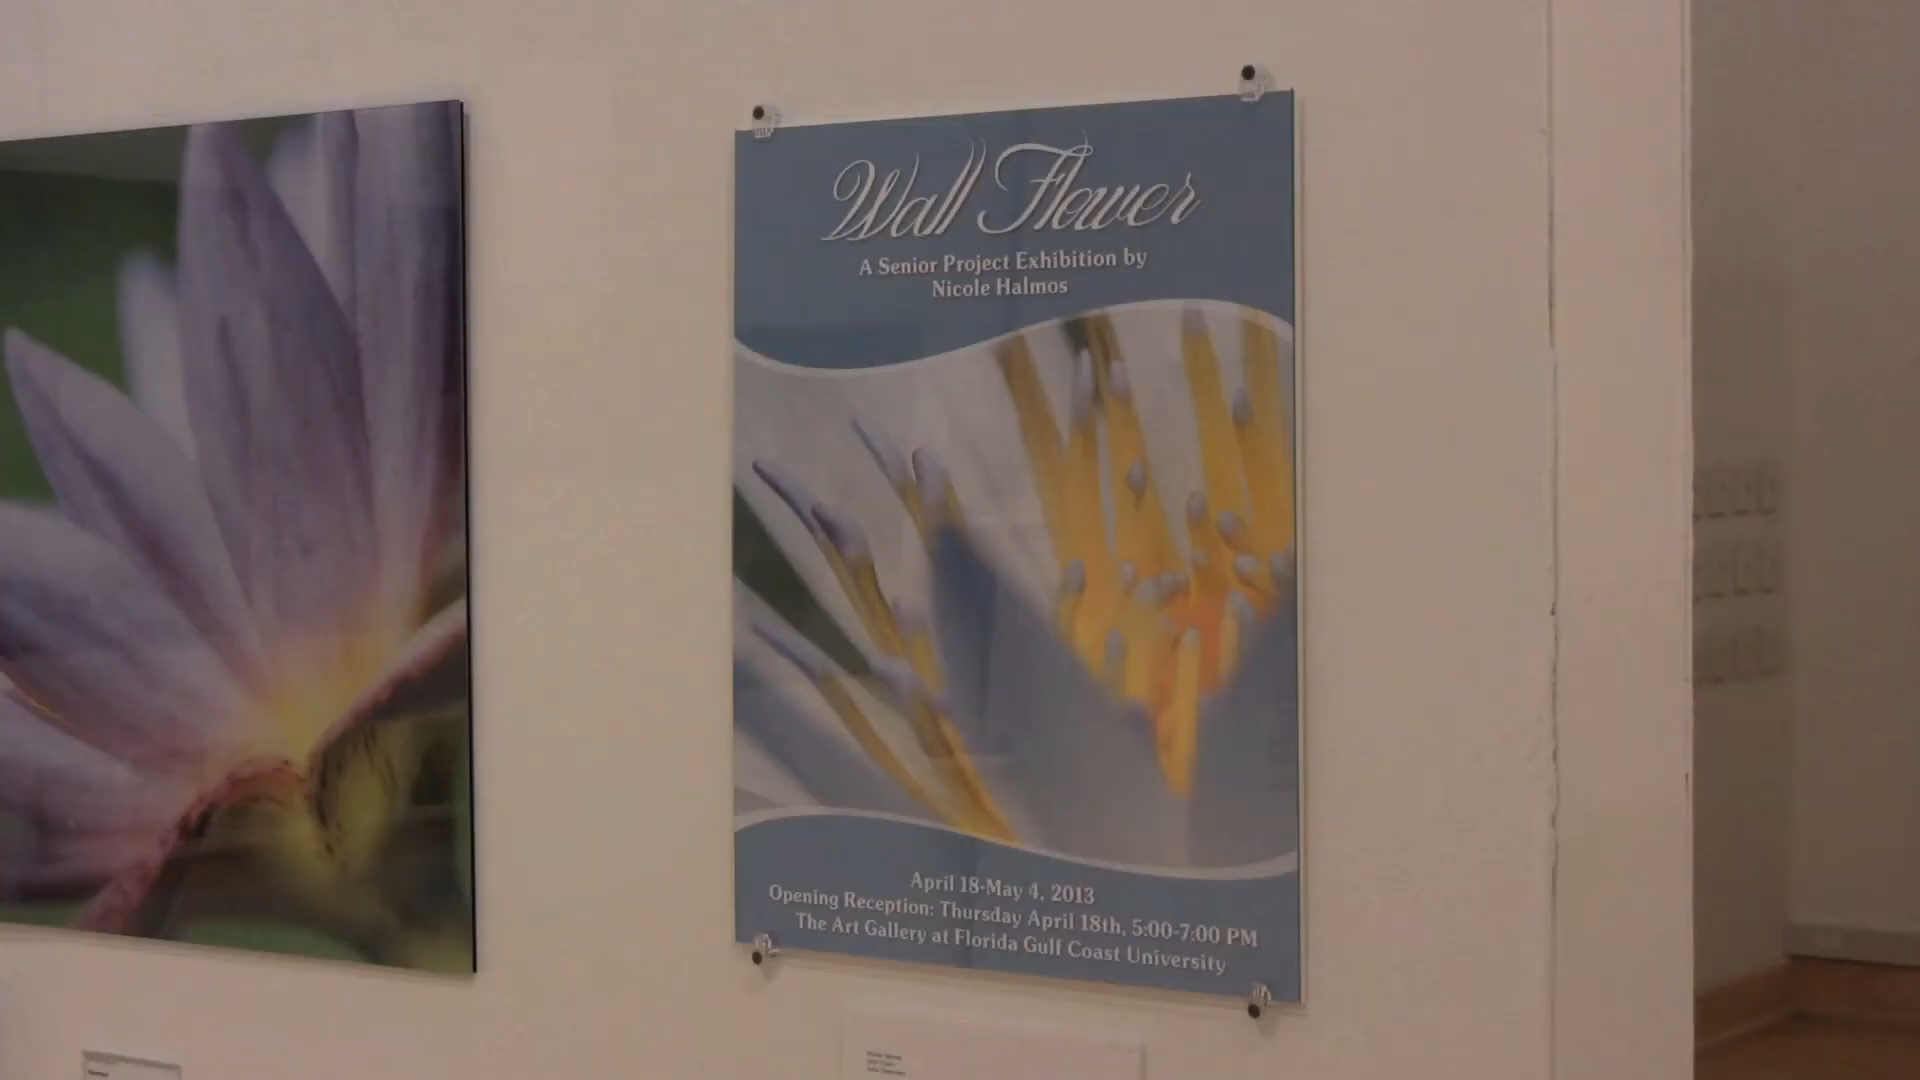 Wall Flower
A Senior Project Exhibition by
Nicole Halmos
April 18-May 4, 2013
Opening Reception: Thursday April 18th, 5:00-7:00 PM
The Art Gallery at Florida Gulf Coast University